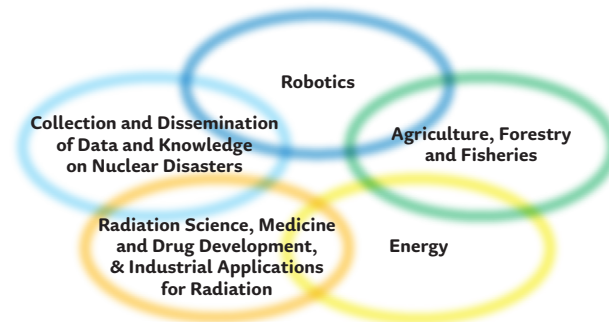 Robotics
Collection and Dissemination
of Data and Knowledge
on Nuclear Disasters
Agriculture, Forestry
and Fisheries
Radiation Science, Medicine
and Drug Development,
& Industrial Applications
for Radiation
Energy